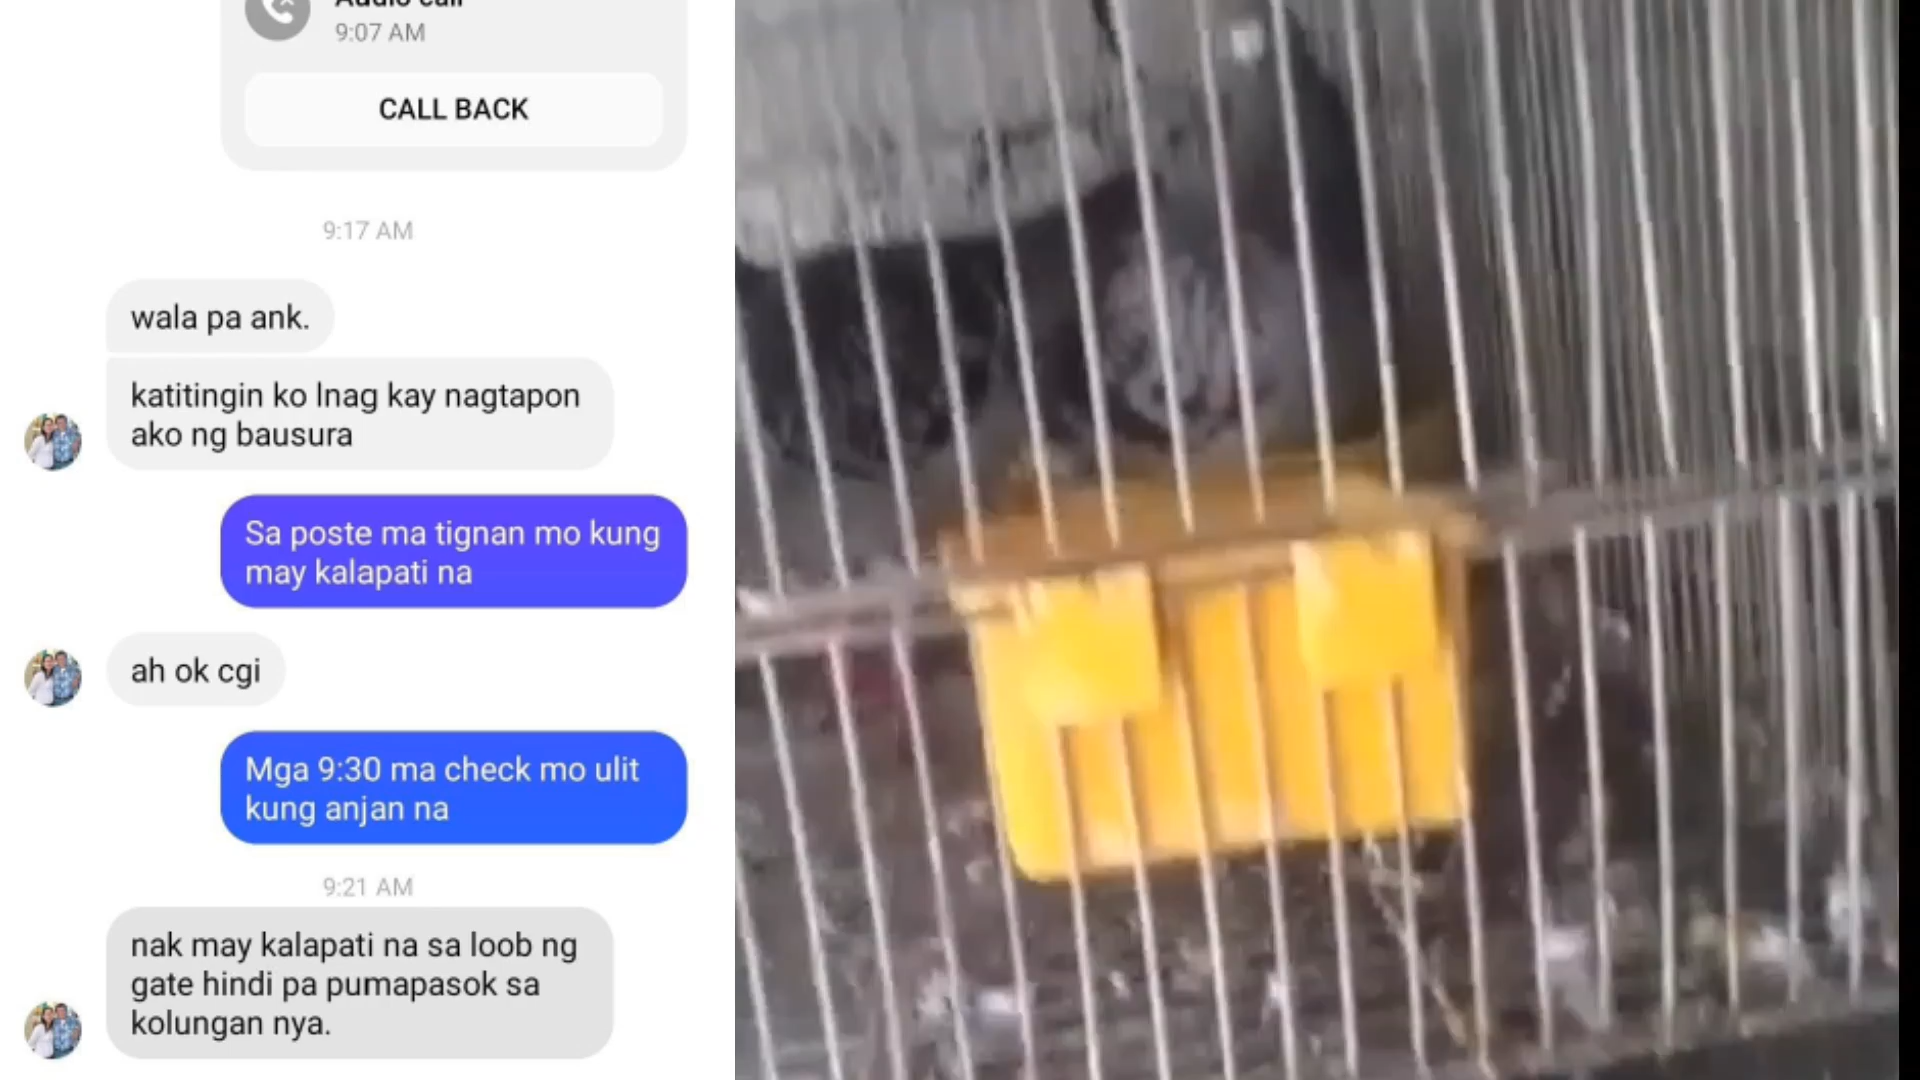 Audio call
9:07 AM
CALL BACK
9:17 AM
wala pa ank.
katitingin ko lnag kay nagtapon
ako ng bausura
Sa poste ma tignan mo kung
may kalapati na
ah ok cgi
Mga 9:30 ma check mo ulit
kung anjan na
9:21 AM
nak may kalapati na sa loob ng
gate hindi pa pumapasok sa
kolungan nya.